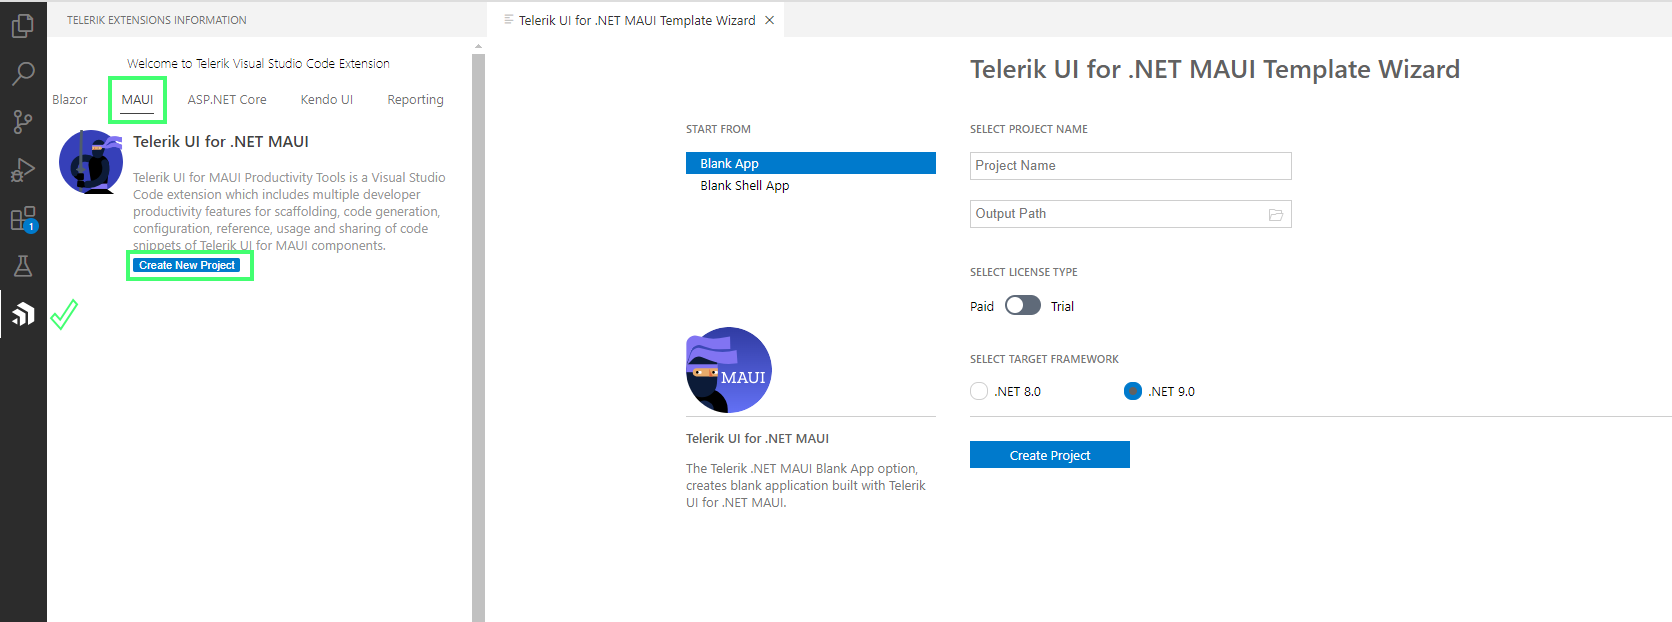 TELERIK EXTENSIONS INFORMATION
Telerik UI for .NET MAUI Template Wizard
Welcome to Telerik Visual Studio Code Extension
Blazor MAUI ASP.NET Core Kendo UI Reporting
Telerik UI for .NET MAUI
Telerik UI for MAUI Productivity Tools is a Visual Studio
Code extension which includes multiple developer
productivity features for scaffolding, code generation,
configuration, reference, usage and sharing of code
snippets of Telerik UI for MAUI components.
Create New Project
1
Telerik UI for .NET MAUI Template Wizard
START FROM
Blank App
Blank Shell App
MAUI
Telerik UI for .NET MAUI
The Telerik .NET MAUI Blank App option,
creates blank application built with Telerik
UI for .NET MAUI.
SELECT PROJECT NAME
Project Name
Output Path
SELECT LICENSE TYPE
Paid Trial
SELECT TARGET FRAMEWORK
.NET 8.0 .NET 9.0
Create Project